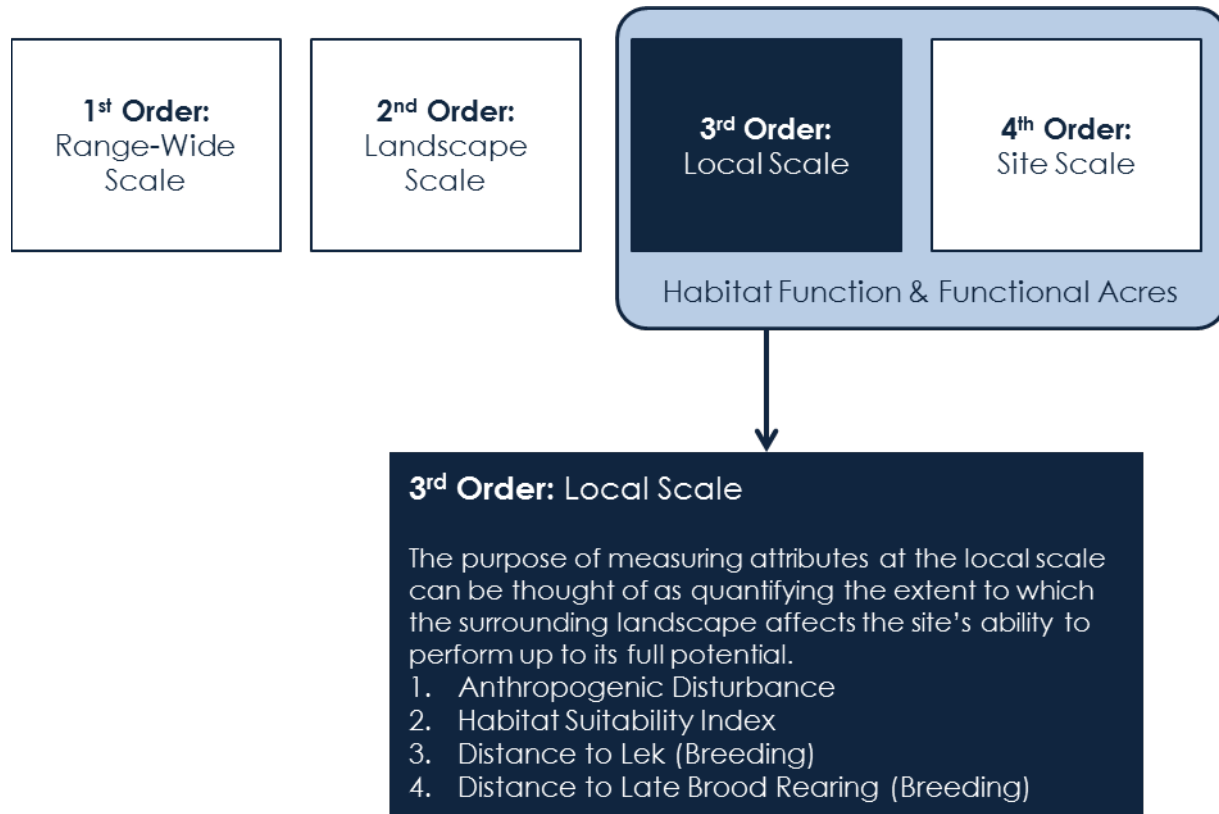 1st Order:
Range-Wide
Scale
2nd Order:
Landscape
Scale
3rd Order:
Local Scale
4th Order:
Site Scale
Habitat Function & Functional Acres
3rd Order: Local Scale
The purpose of measuring attributes at the local scale
can be thought of as quantifying the extent to which
the surrounding landscape affects the site's ability to
perform up to its full potential.
1. Anthropogenic Disturbance
2. Habitat Suitability Index
3. Distance to Lek (Breeding)
4. Distance to Late Brood Rearing (Breeding)